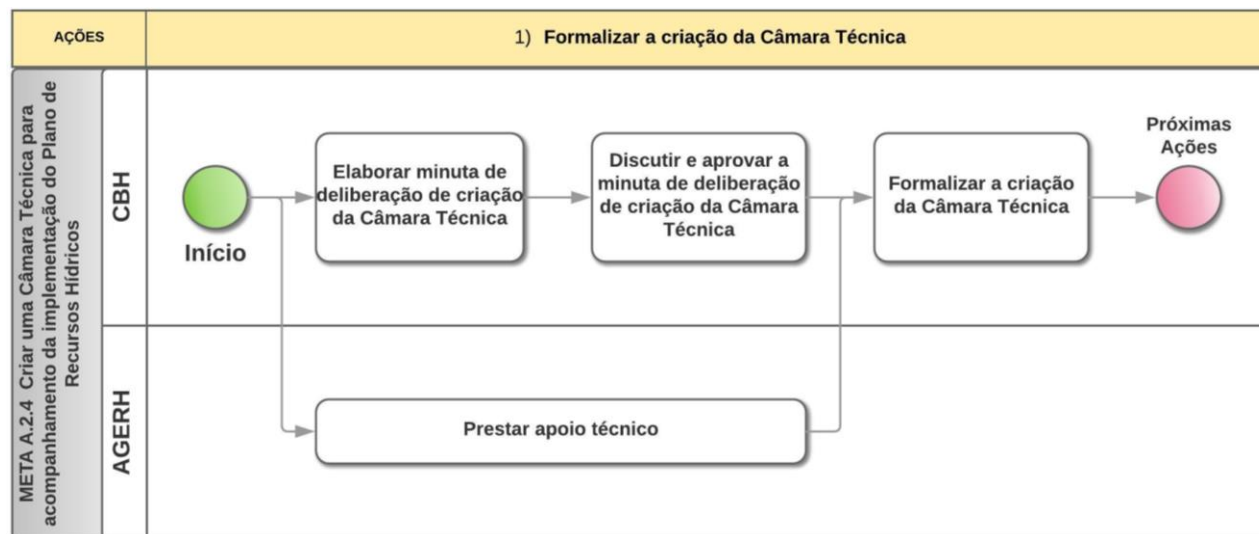 AÇÕES
1) Formalizar a criação da Câmara Técnica
META A.2.4 Criar uma Câmara Técnica para
acompanhamento da implementação do Plano de
Recursos Hídricos
CBH
Início
Elaborar minuta de
deliberação de criação
da Câmara Técnica
Discutir e aprovar a
minuta de deliberação
de criação da Câmara
Técnica
Formalizar a criação
da Câmara Técnica
Próximas
Ações
AGERH
Prestar apoio técnico